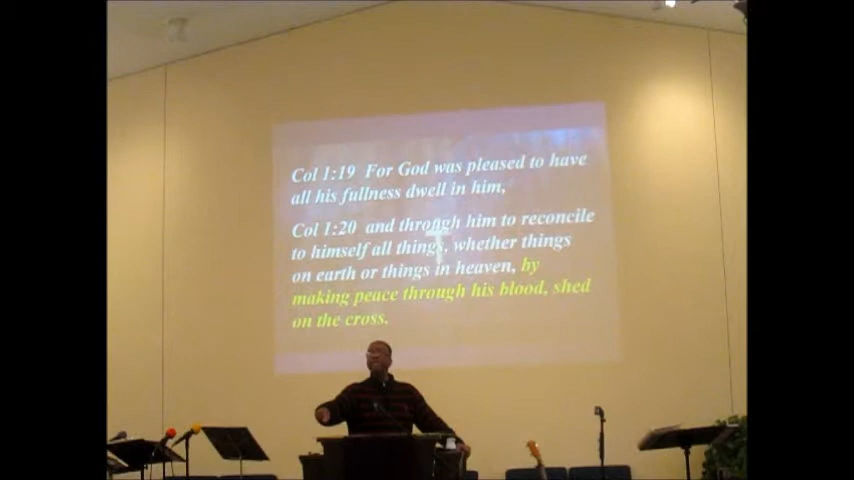 Col 1:19 For God was pleased to have
all his fullness dwell in him,
Col 1:20 and through him to reconcile
to himself all things, whether things
on earth or things in heaven, by
making peace through his blood, shed
on the cross.